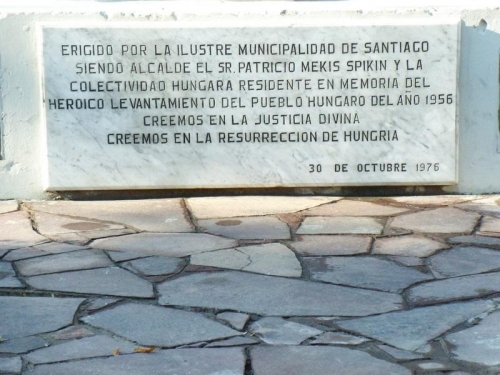 ERIGIDO POR LA ILUSTRE MUNICIPALIDAD DE SANTIAGO
SIENDO ALCALDE EL SR. PATRICIO MEKIS SPIKIN Y LA
COLECTIVIDAD HUNGARA RESIDENTE EN MEMORIA DEL
HEROICO LEVANTAMIENTO DEL PUEBLO HUNGARO DEL AÑO 1956
CREEMOS EN LA JUSTICIA DIVINA
CREEMOS EN LA RESURRECCION DE HUNGRIA
30 DE OCTUBRE 1976